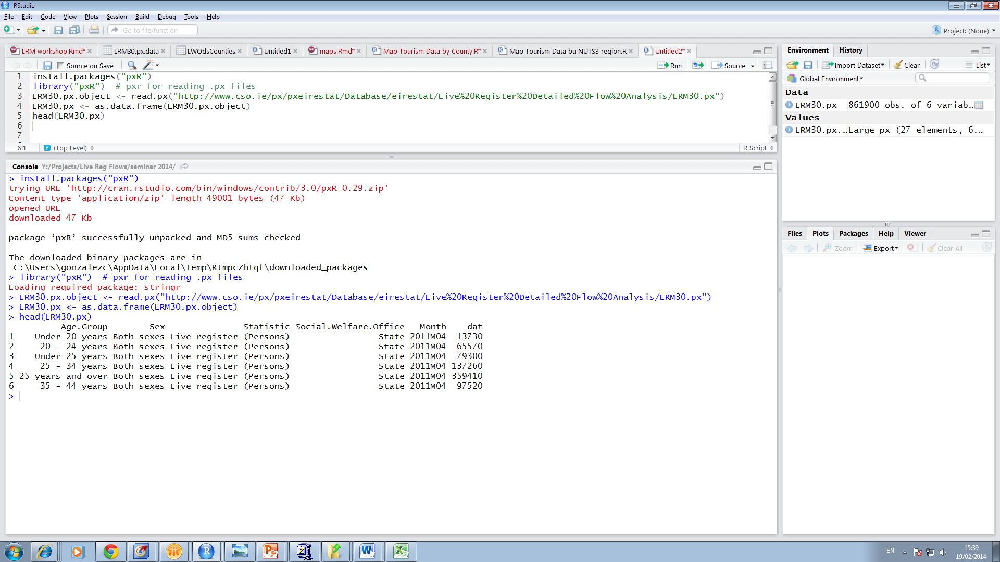 RStudio
File Edit Code View Plots Session Build Debug Tools Help
Go to file/function
Project: (None)
LRM workshop.Rmd* LRM30.px.data LWOdsCounties Untitled1 maps.Rmd* Map Tourism Data by County.R* Map Tourism Data bu NUTS3 region.R Untitled2*
Source on Save Run Source
1 install.packages("pxR")
2 library("pxR")  # pxr for reading .px files
3 LRM30.px.object <- read.px("http://www.cso.ie/px/pxeirestat/Database/eirestat/Live%20Register%20Detailed%20Flow%20Analysis/LRM30.px")
4 LRM30.px <- as.data.frame(LRM30.px.object)
5 head(LRM30.px)
6
7
6:1 (Top Level) R Script
Console Y:/Projects/Live Reg Flows/seminar 2014/
> install.packages("pxR")
trying URL 'http://cran.rstudio.com/bin/windows/contrib/3.0/pxR_0.29.zip'
Content type 'application/zip' length 49001 bytes (47 Kb)
opened URL
downloaded 47 Kb
package ‘pxR’ successfully unpacked and MD5 sums checked
The downloaded binary packages are in
C:\Users\gonzalezc\AppData\Local\Temp\RtmpcZhtqf\downloaded_packages
> library("pxR")  # pxr for reading .px files
Loading required package: stringr
> LRM30.px.object <- read.px("http://www.cso.ie/px/pxeirestat/Database/eirestat/Live%20Register%20Detailed%20Flow%20Analysis/LRM30.px")
> LRM30.px <- as.data.frame(LRM30.px.object)
> head(LRM30.px)
Age.Group Sex Statistic Social.Welfare.Office Month dat
1 Under 20 years Both sexes Live register (Persons) State 2011M04 13730
2 20 - 24 years Both sexes Live register (Persons) State 2011M04 65570
3 Under 25 years Both sexes Live register (Persons) State 2011M04 79300
4 25 - 34 years Both sexes Live register (Persons) State 2011M04 137260
5 25 years and over Both sexes Live register (Persons) State 2011M04 359410
6 35 - 44 years Both sexes Live register (Persons) State 2011M04 97520
>
Environment History
Import Dataset Clear List
Global Environment
Data
LRM30.px 861900 obs. of 6 variab…
Values
LRM30.px.…Large px (27 elements, 6.…
Files Plots Packages Help Viewer
Zoom Export Clear All
EN
15:39
19/02/2014